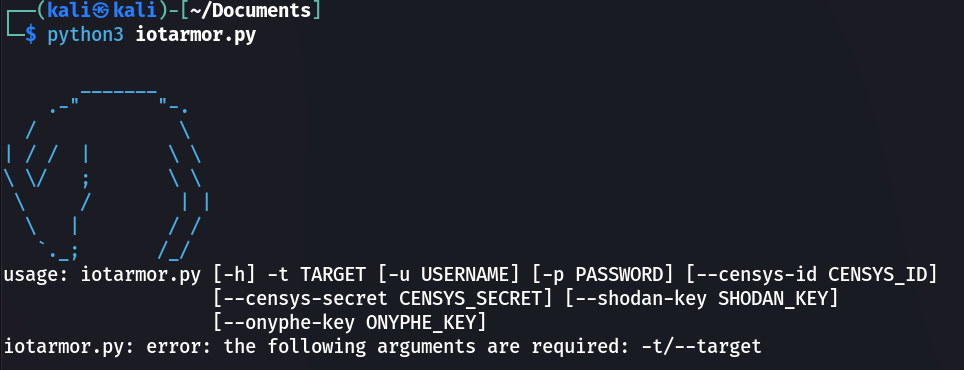 ┌──(kali㉿kali)-[~/Documents]
└─$ python3 iotarmor.py
       _______
    .-"       "-.
  /             \
| / /  |       \ \
\ \/   ;       \ \
 \     /        | |
  \   |        / /
   `._;       /_/
usage: iotarmor.py [-h] -t TARGET [-u USERNAME] [-p PASSWORD] [--censys-id CENSYS_ID]
                   [--censys-secret CENSYS_SECRET] [--shodan-key SHODAN_KEY]
                   [--onyphe-key ONYPHE_KEY]
iotarmor.py: error: the following arguments are required: -t/--target